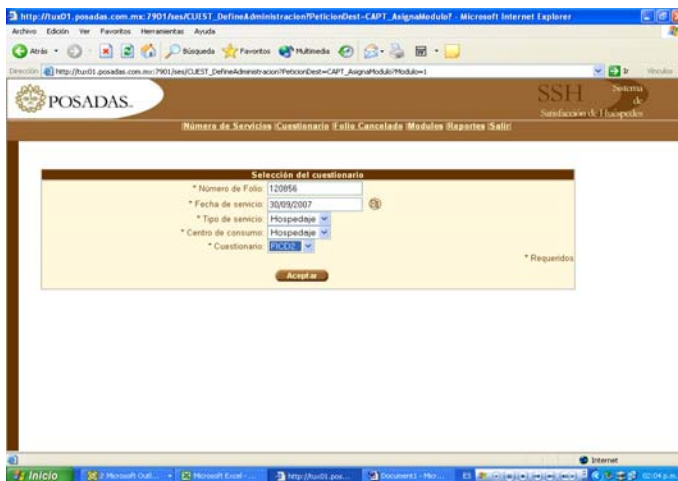 http://tux01.posadas.com.mx:7901/ses/CUEST_DefineAdministracion?PeticionDest=CAPT_AsignaModulo? - Microsoft Internet Explorer
Archivo Edición Ver Favoritos Herramientas Ayuda
Atrás Búsqueda Favoritos Multimedia
Dirección http://tux01.posadas.com.mx:7901/ses/CUEST_DefineAdministracion?PeticionDest=CAPT_AsignaModulo?Modulo=1 Ir Vínculos
POSADAS
SSH Sistema
de
Satisfacción de Huéspedes
|Número de Servicios |Cuestionario |Folio Cancelado |Modulos |Reportes |Salir|
Selección del cuestionario
* Número de Folio: 120856
* Fecha de servicio: 30/09/2007
* Tipo de servicio: Hospedaje
* Centro de consumo: Hospedaje
* Cuestionario: FICD2
* Requeridos
Aceptar
Internet
Inicio 2 Microsoft Outl... Microsoft Excel - ... http://tux01.pos... Document1 - Micr... ES 02:04 p.m.